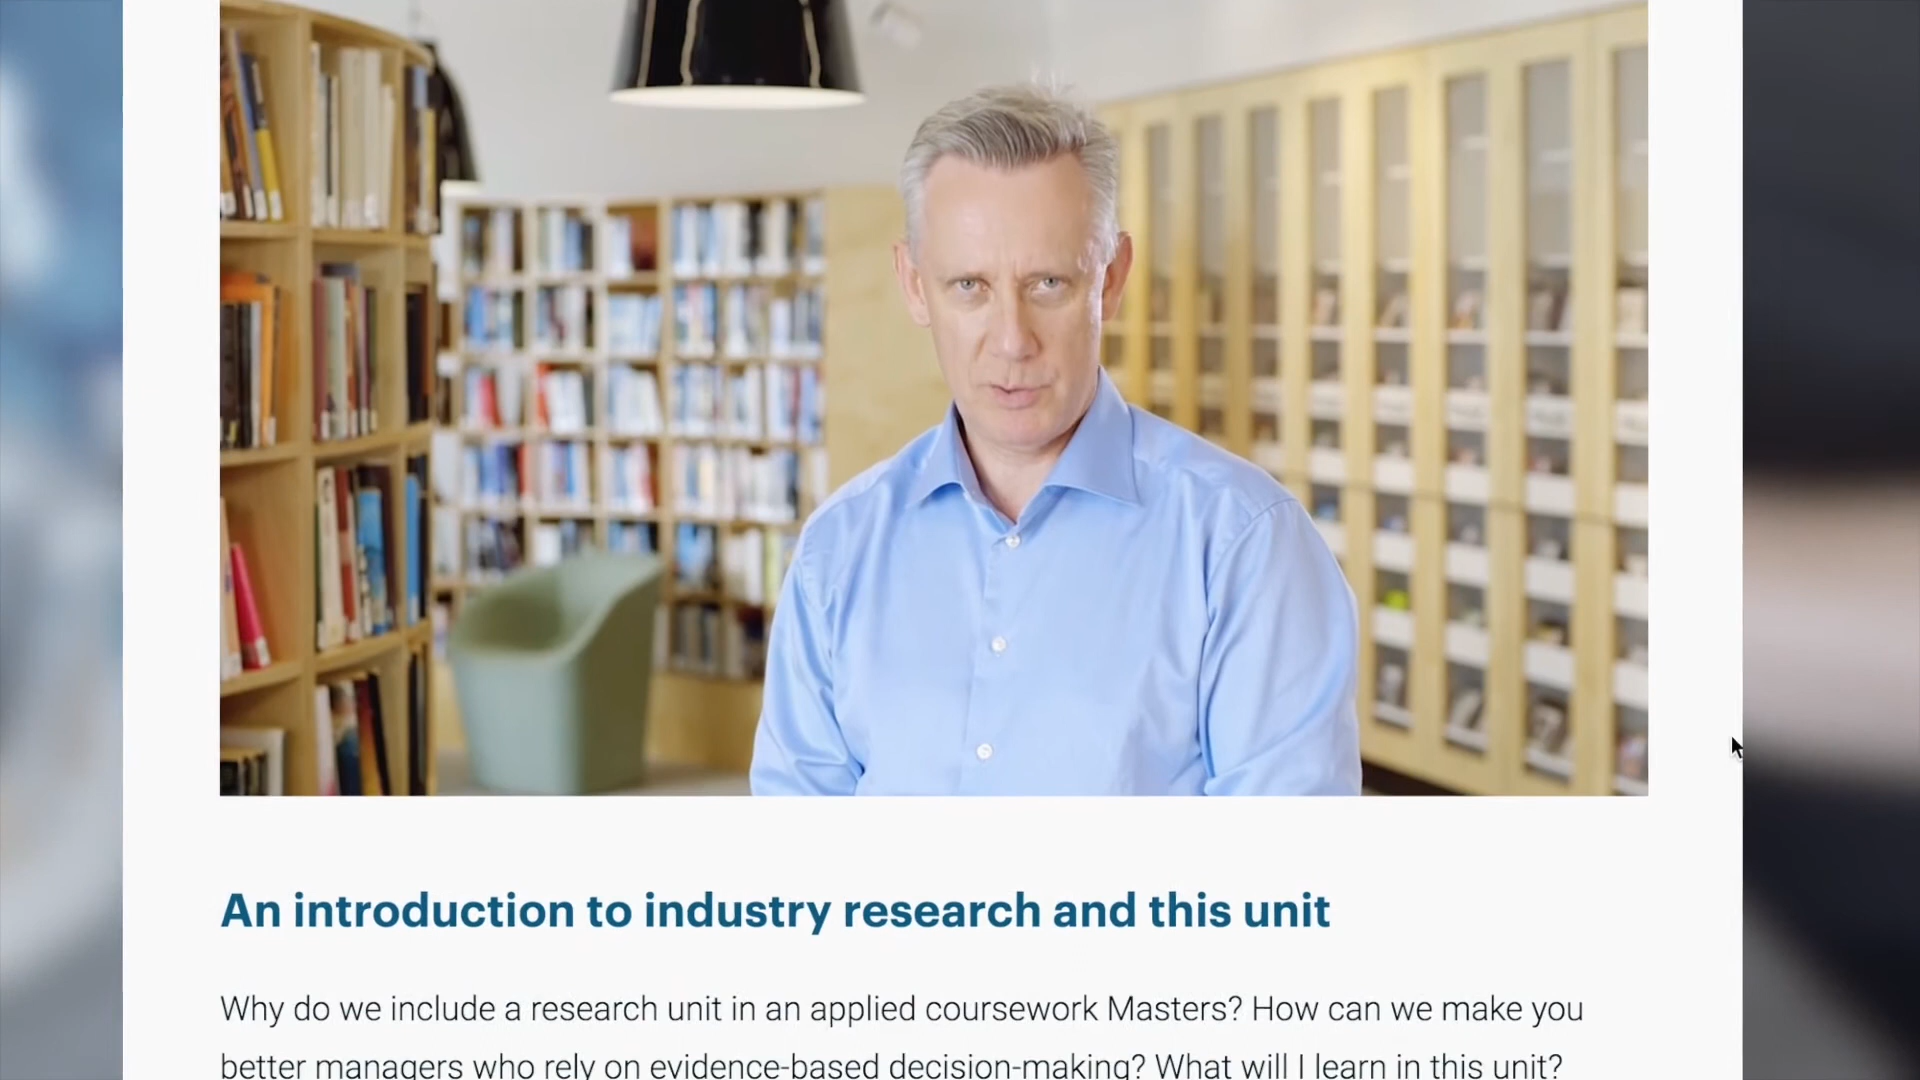 An introduction to industry research and this unit
Why do we include a research unit in an applied coursework Masters? How can we make you
better managers who rely on evidence-based decision-making? What will I learn in this unit?